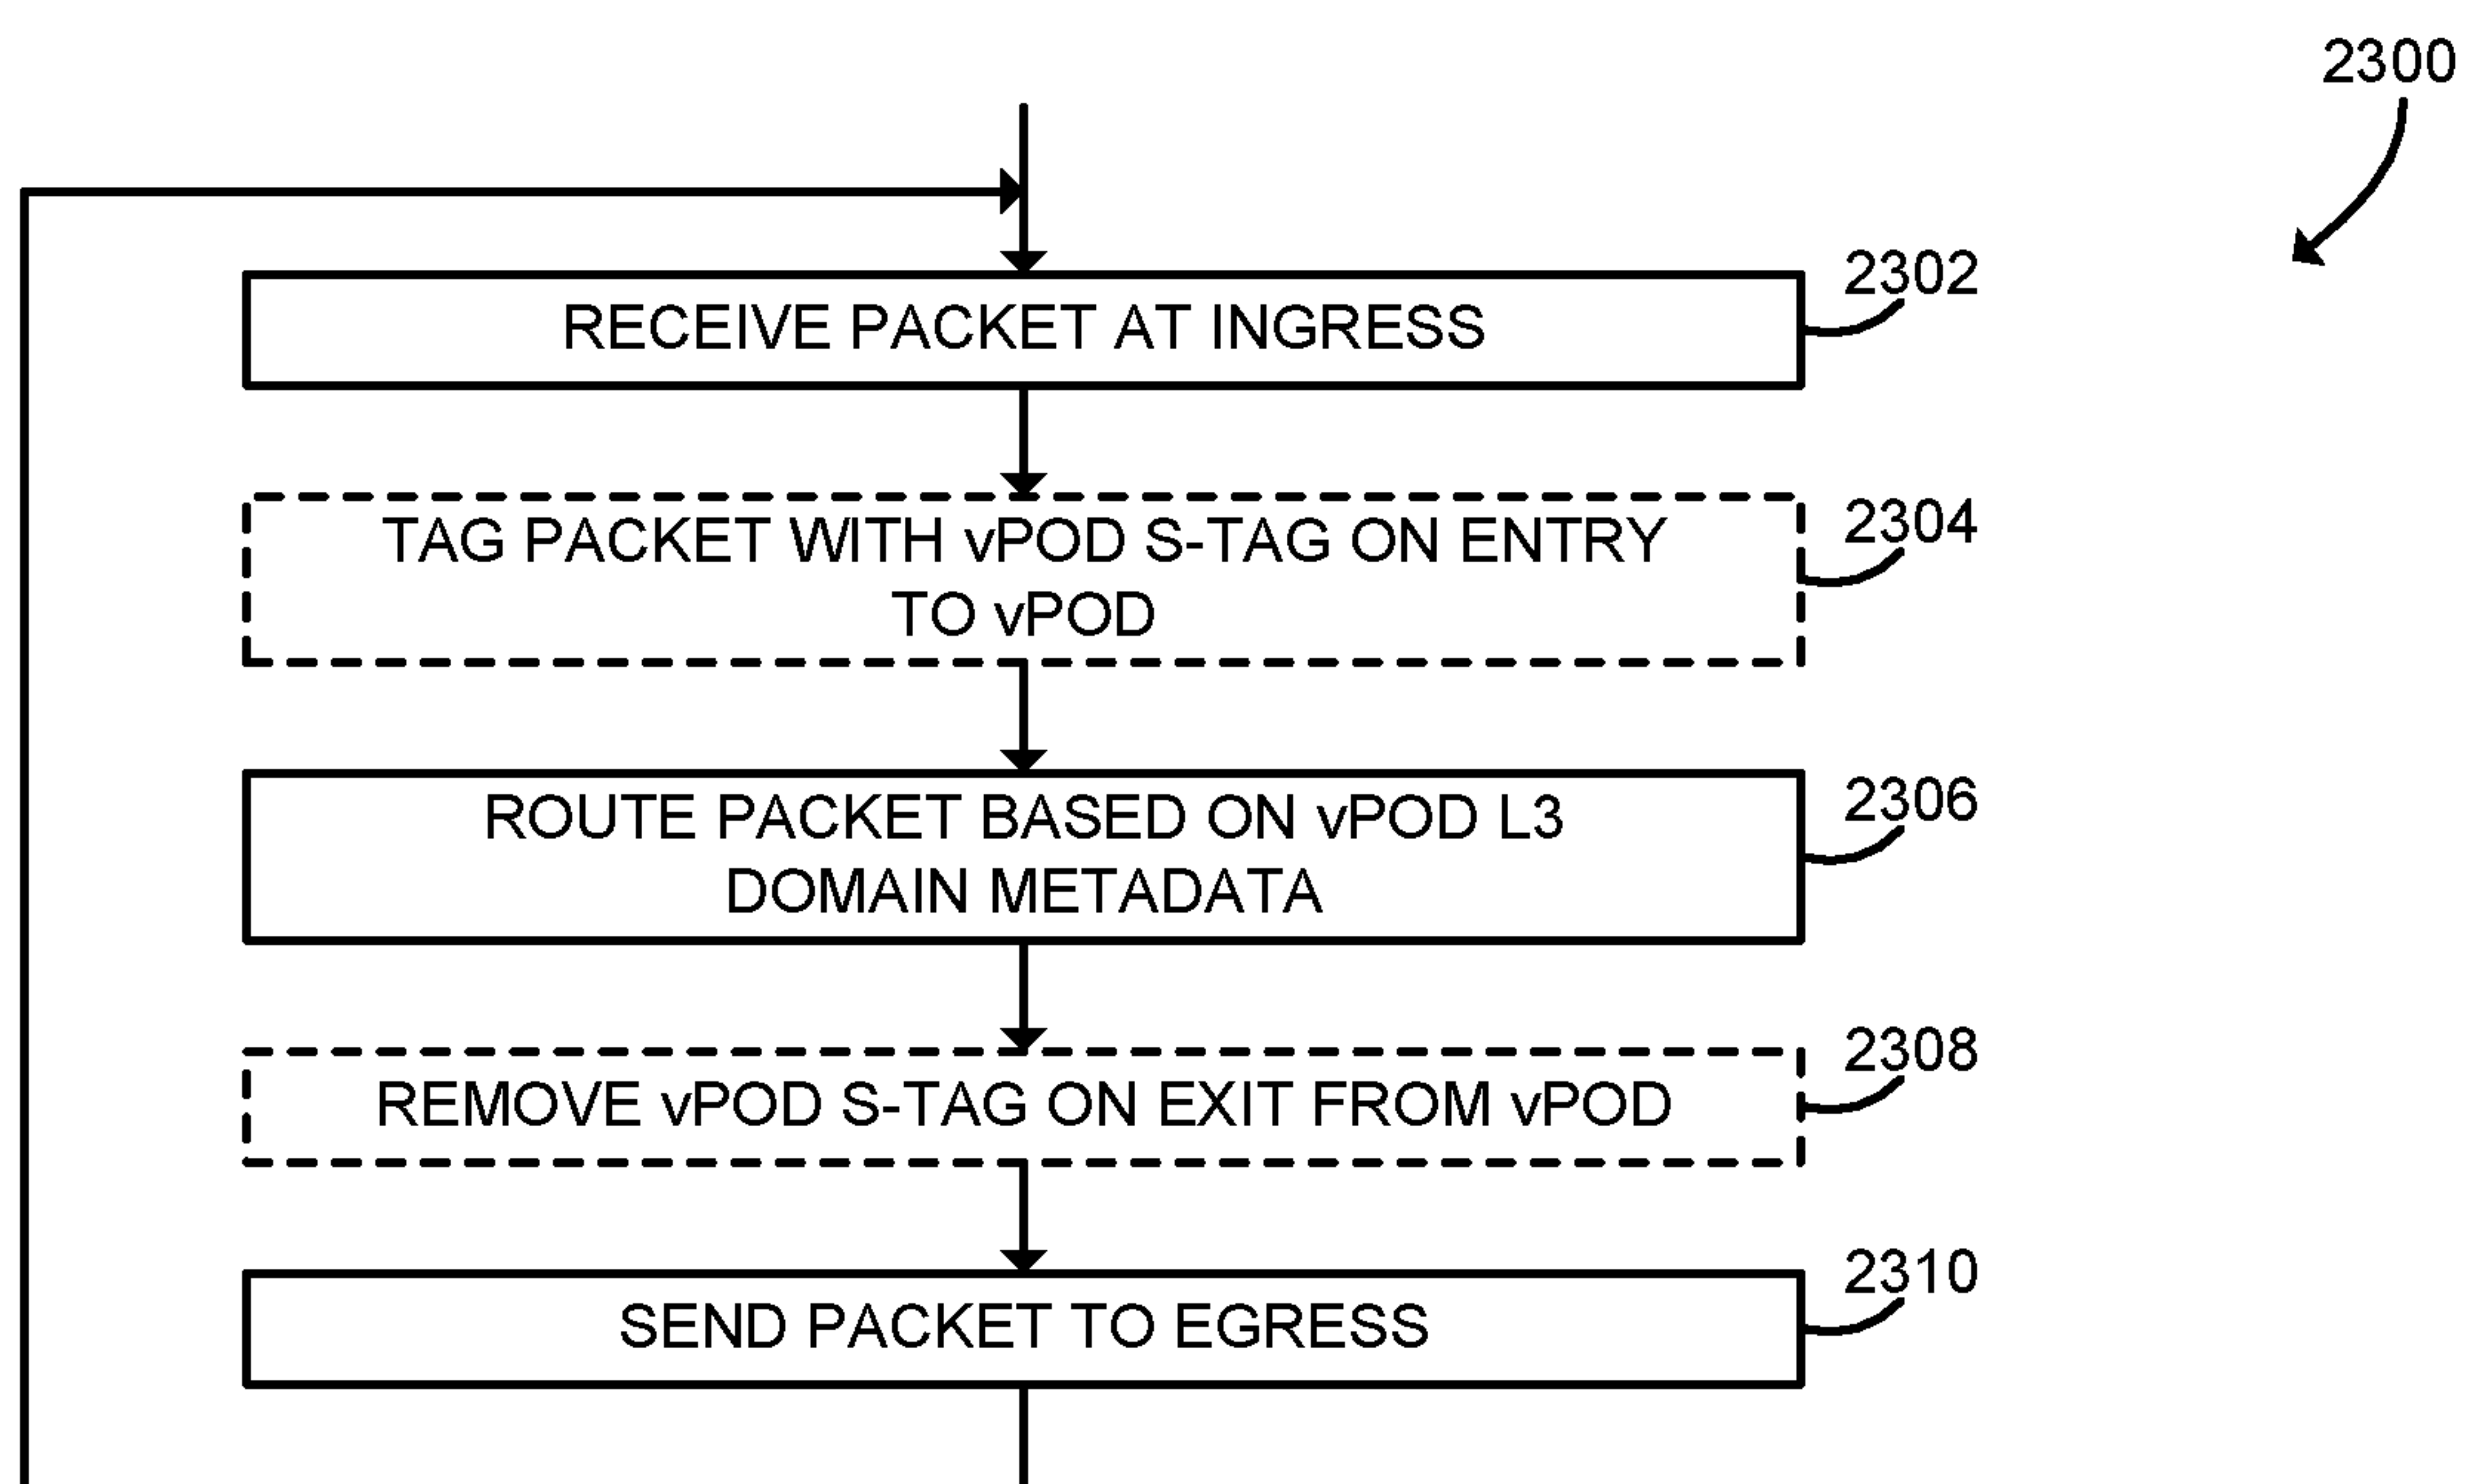 2300
2302
RECEIVE PACKET AT INGRESS
2304
TAG PACKET WITH vPOD S-TAG ON ENTRY
TO vPOD
2306
ROUTE PACKET BASED ON vPOD L3
DOMAIN METADATA
2308
REMOVE vPOD S-TAG ON EXIT FROM vPOD
2310
SEND PACKET TO EGRESS